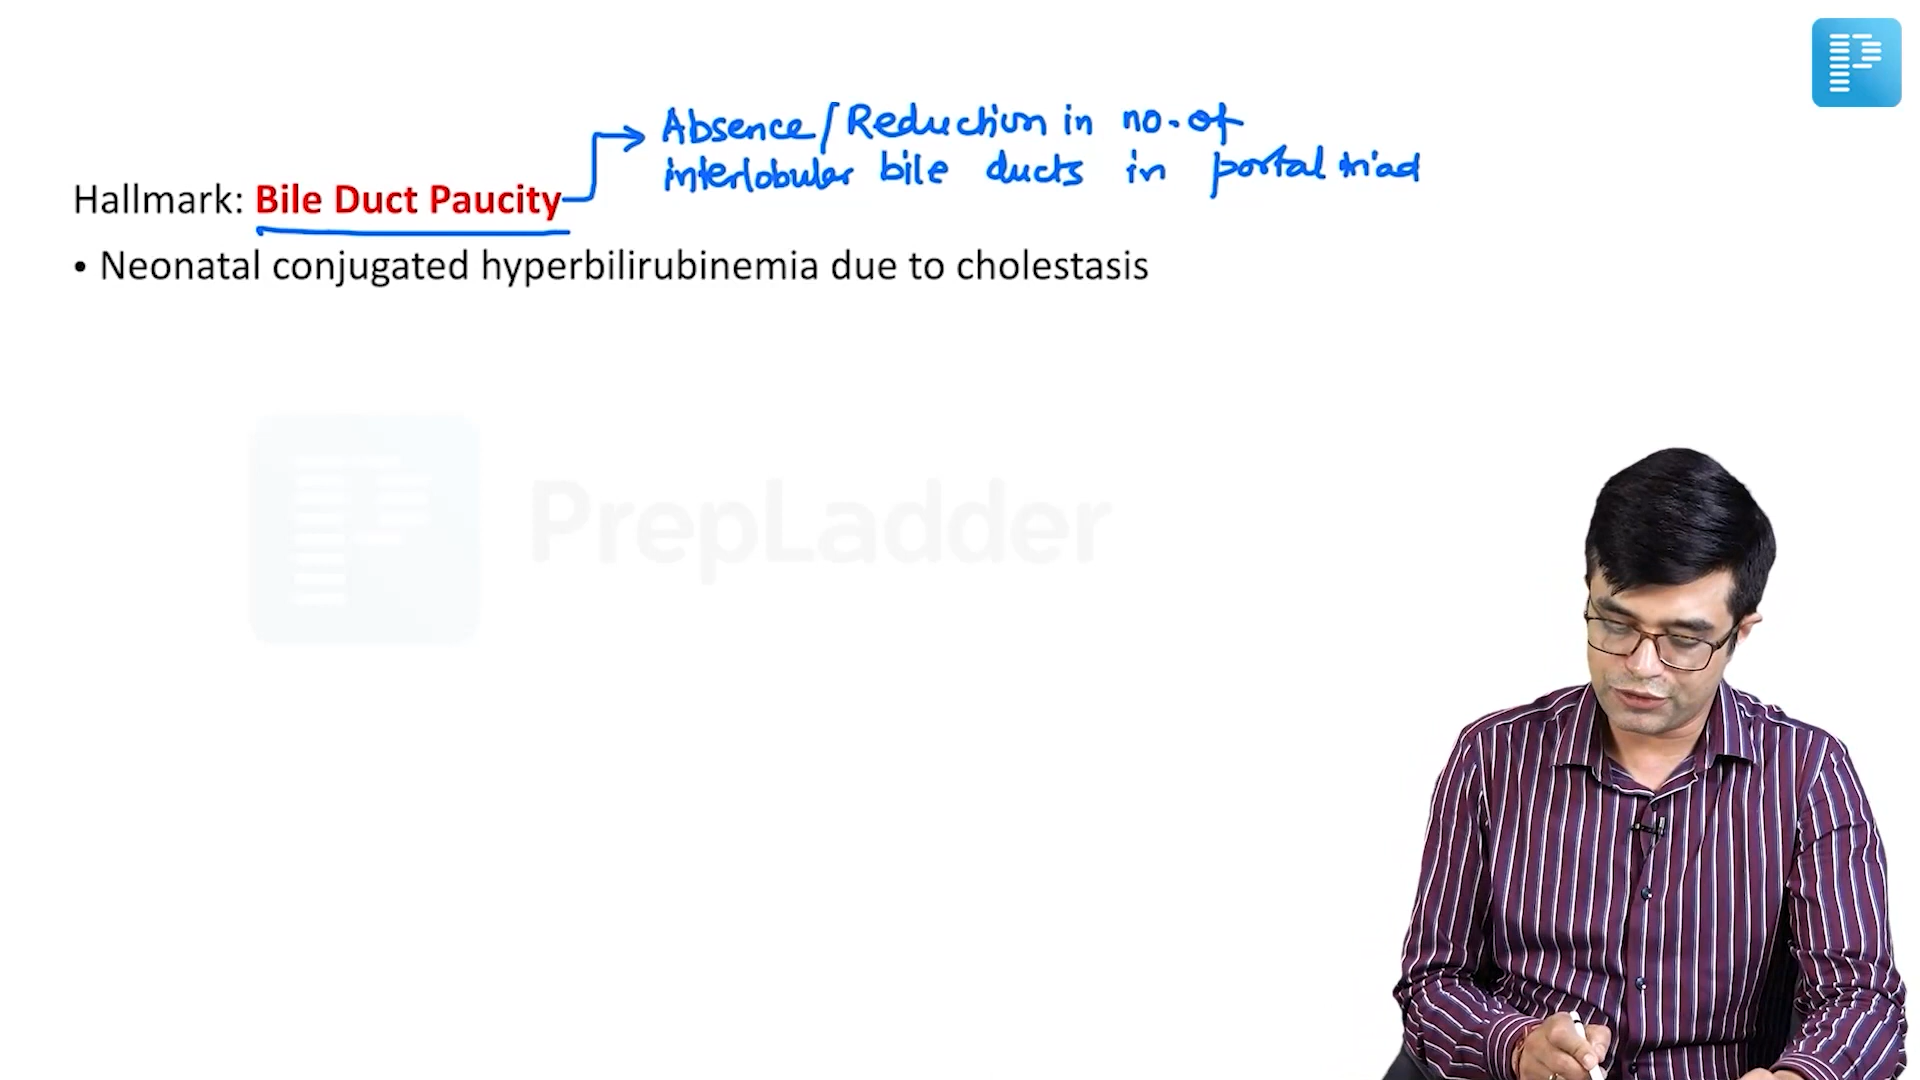 Absence/Reduction in no. of
interlobular bile ducts in portal triad
Hallmark: Bile Duct Paucity
• Neonatal conjugated hyperbilirubinemia due to cholestasis
PrepLadder